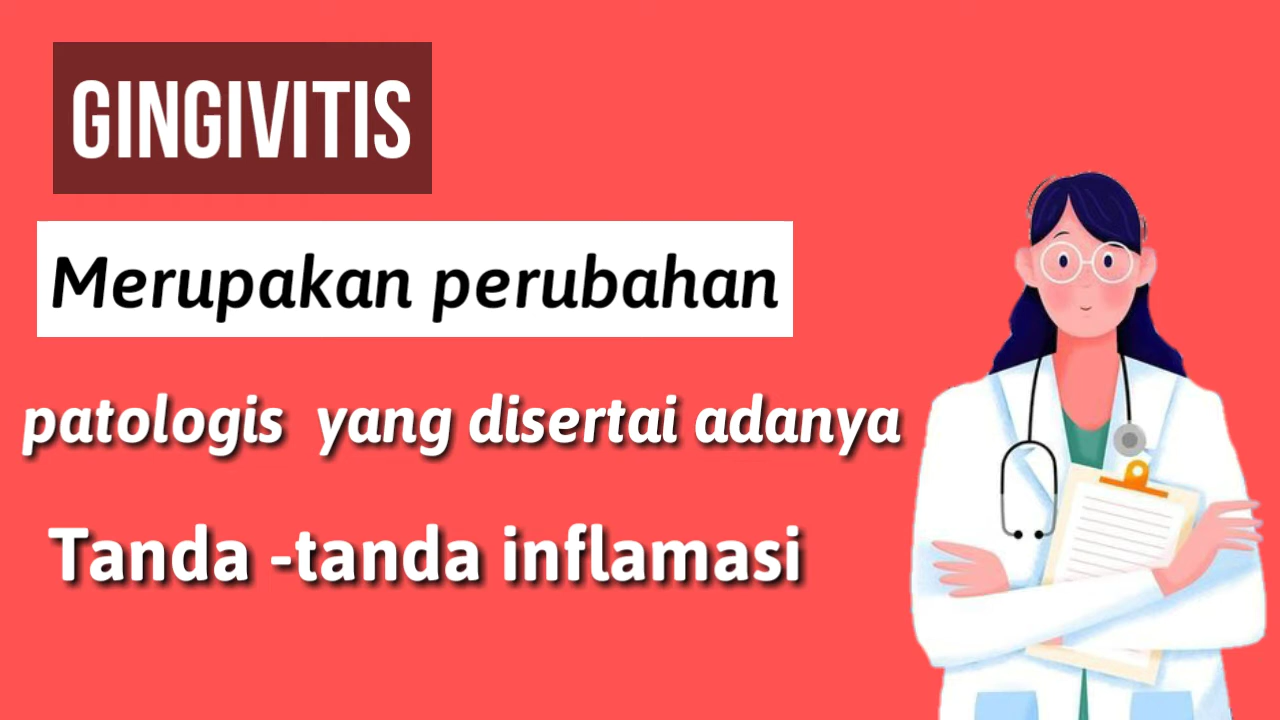 GINGIVITIS
Merupakan perubahan
patologis yang disertai adanya
Tanda -tanda inflamasi